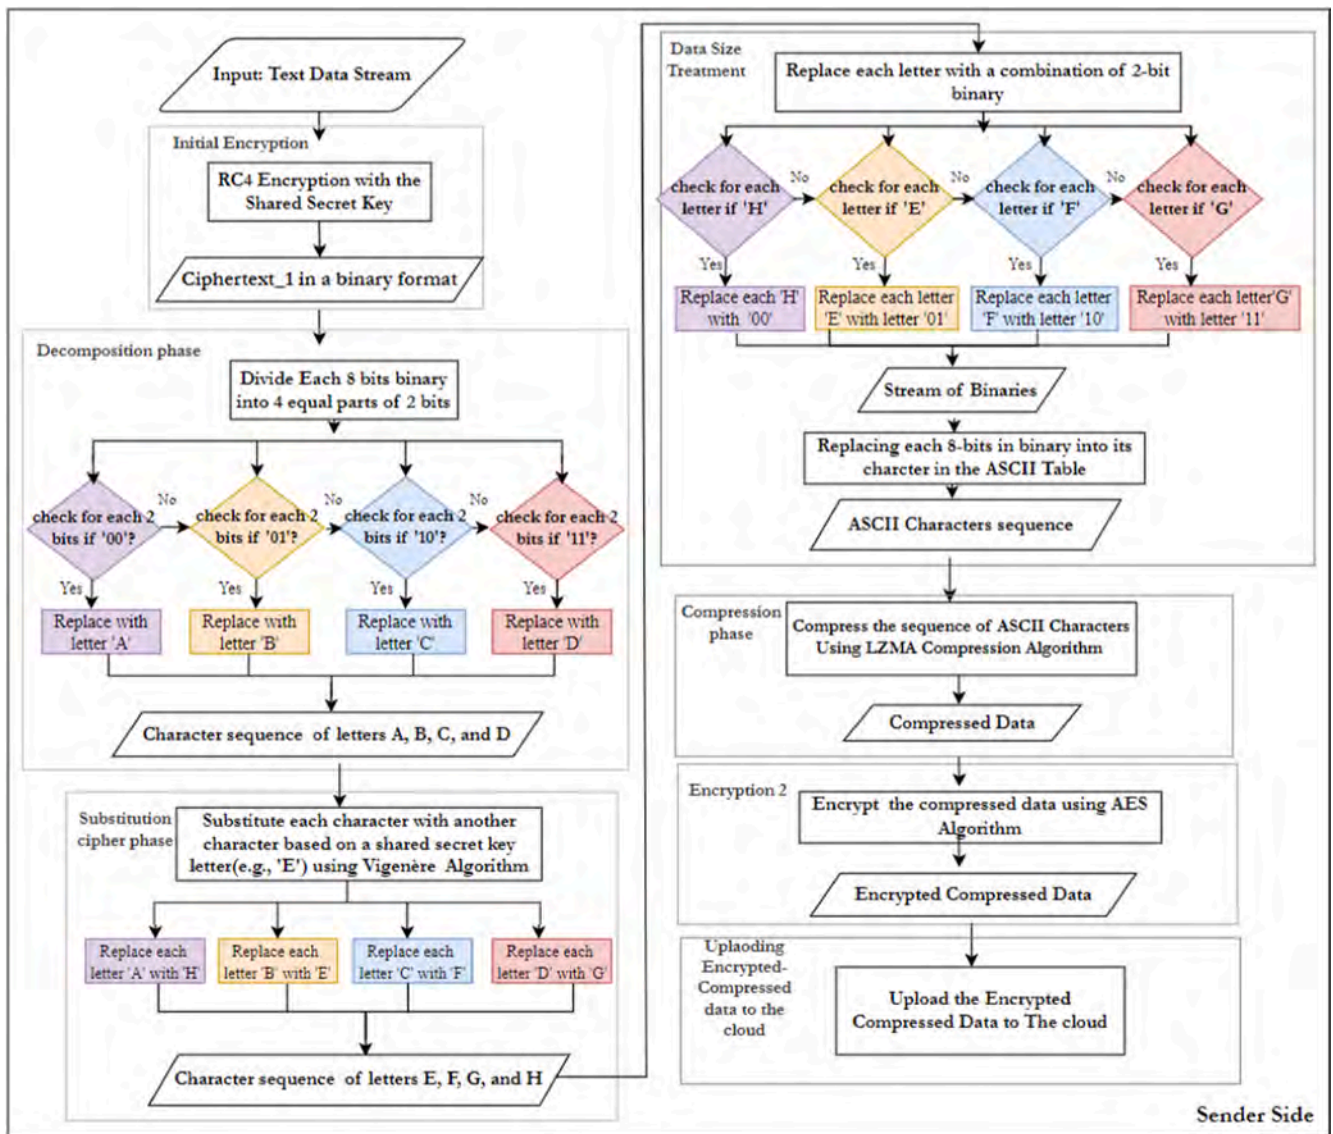 Input: Text Data Stream
Initial Encryption
RC4 Encryption with the
Shared Secret Key
Ciphertext_1 in a binary format
Decomposition phase
Divide Each 8 bits binary
into 4 equal parts of 2 bits
No
No
No
check for each 2
bits if '00'?
check for each 2
bits if '01'?
check for each 2
bits if '10'?
check for each 2
bits if '11'?
Yes
Yes
Yes
Yes
Replace with
letter 'A'
Replace with
letter 'B'
Replace with
letter 'C'
Replace with
letter 'D'
Character sequence of letters A, B, C, and D
Substitution
cipher phase
Substitute each character with another
character based on a shared secret key
letter(e.g., 'E') using Vigenère Algorithm
Replace each
letter 'A' with 'H'
Replace each
letter 'B' with 'E'
Replace each
letter 'C' with 'F'
Replace each
letter 'D' with 'G'
Character sequence of letters E, F, G, and H
Data Size
Treatment
Replace each letter with a combination of 2-bit
binary
No
No
No
check for each
letter if 'H'
check for each
letter if 'E'
check for each
letter if 'F'
check for each
letter if 'G'
Yes
Yes
Yes
Yes
Replace each 'H'
with '00'
Replace each letter
'E' with letter '01'
Replace each letter
'F' with letter '10'
Replace each letter'G'
with letter '11'
Stream of Binaries
Replacing each 8-bits in binary into its
charcter in the ASCII Table
ASCII Characters sequence
Compression
phase
Compress the sequence of ASCII Characters
Using LZMA Compression Algorithm
Compressed Data
Encryption 2
Encrypt the compressed data using AES
Algorithm
Encrypted Compressed Data
Uplaoding
Encrypted-
Compressed
data to the
cloud
Upload the Encrypted
Compressed Data to The cloud
Sender Side